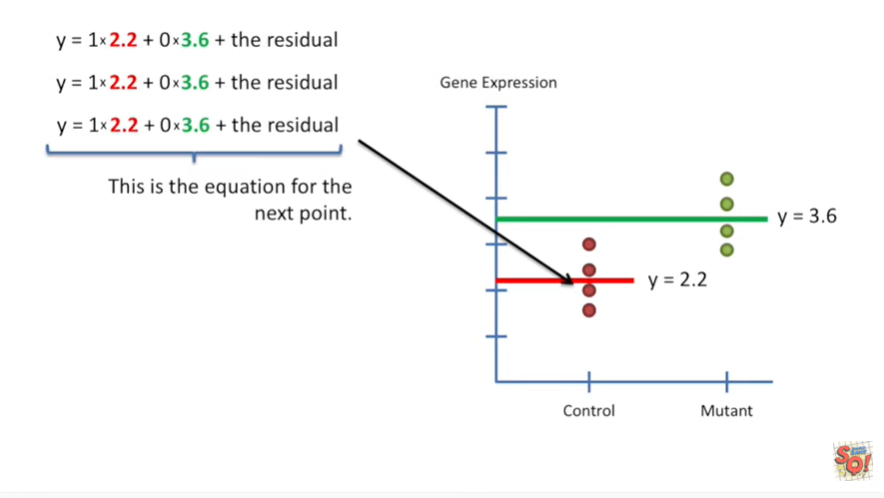 y = 1×2.2 + 0×3.6 + the residual
y = 1×2.2 + 0×3.6 + the residual
y = 1×2.2 + 0×3.6 + the residual
This is the equation for the
next point.
Gene Expression
y = 3.6
y = 2.2
Control
Mutant
SQ!